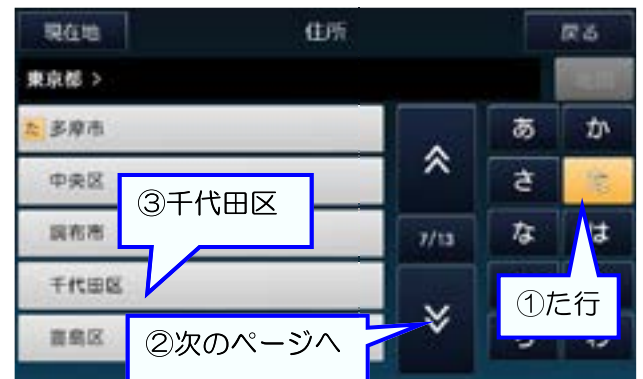 現在地 住所 戻る
東京都 >
た 多摩市
中央区
調布市
千代田区
豊島区
7/13
あ か
さ た
な は
③千代田区
②次のページへ
①た行